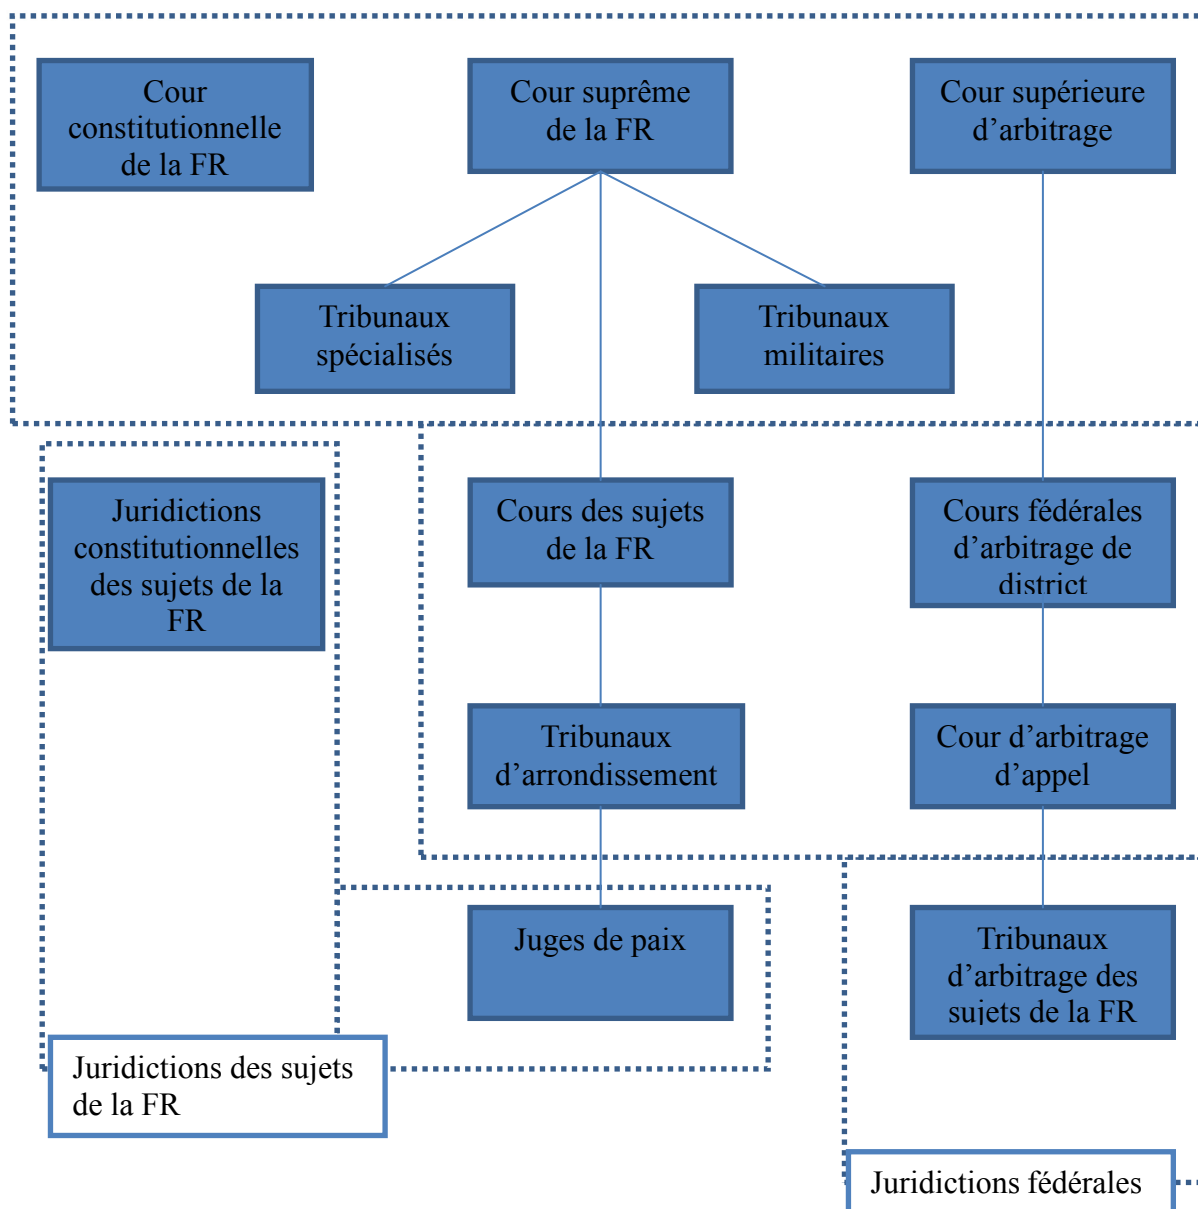 Cour
constitutionnelle
de la FR
Cour suprême
de la FR
Cour supérieure
d’arbitrage
Tribunaux
spécialisés
Tribunaux
militaires
Juridictions
constitutionnelles
des sujets de la
FR
Cours des sujets
de la FR
Cours fédérales
d’arbitrage de
district
Tribunaux
d’arrondissement
Cour d’arbitrage
d’appel
Juges de paix
Tribunaux
d’arbitrage des
sujets de la FR
Juridictions des sujets
de la FR
Juridictions fédérales